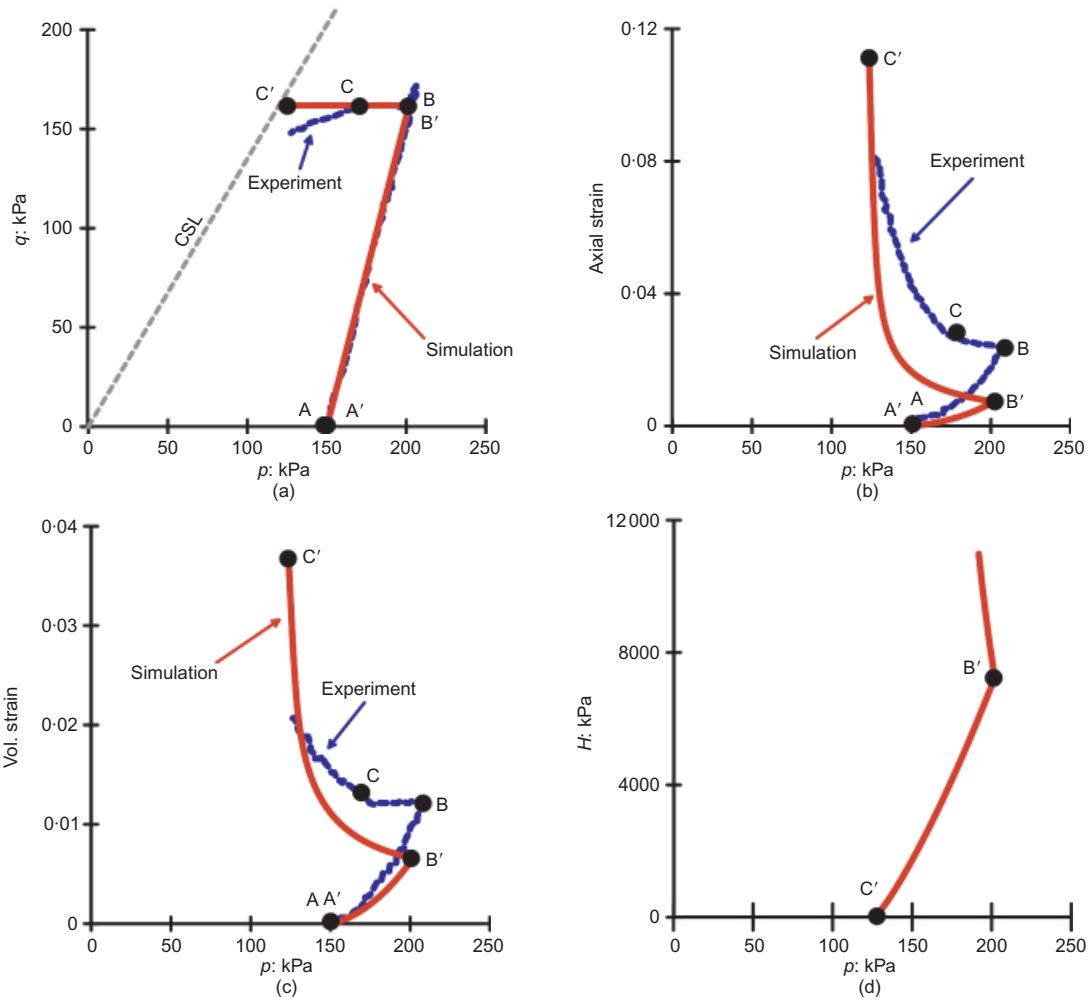 200
150
100
50
0
q: kPa
C′
C
B
B′
Experiment
CSL
Simulation
A
A′
0
50
100
150
200
250
p: kPa
(a)
0·12
0·08
0·04
0
Axial strain
C′
Experiment
C
B
Simulation
B′
A′
A
0
50
100
150
200
250
p: kPa
(b)
0·04
0·03
0·02
0·01
0
Vol. strain
C′
Simulation
Experiment
C
B
B′
A A′
0
50
100
150
200
250
p: kPa
(c)
12 000
8000
4000
0
H: kPa
B′
C′
0
50
100
150
200
250
p: kPa
(d)